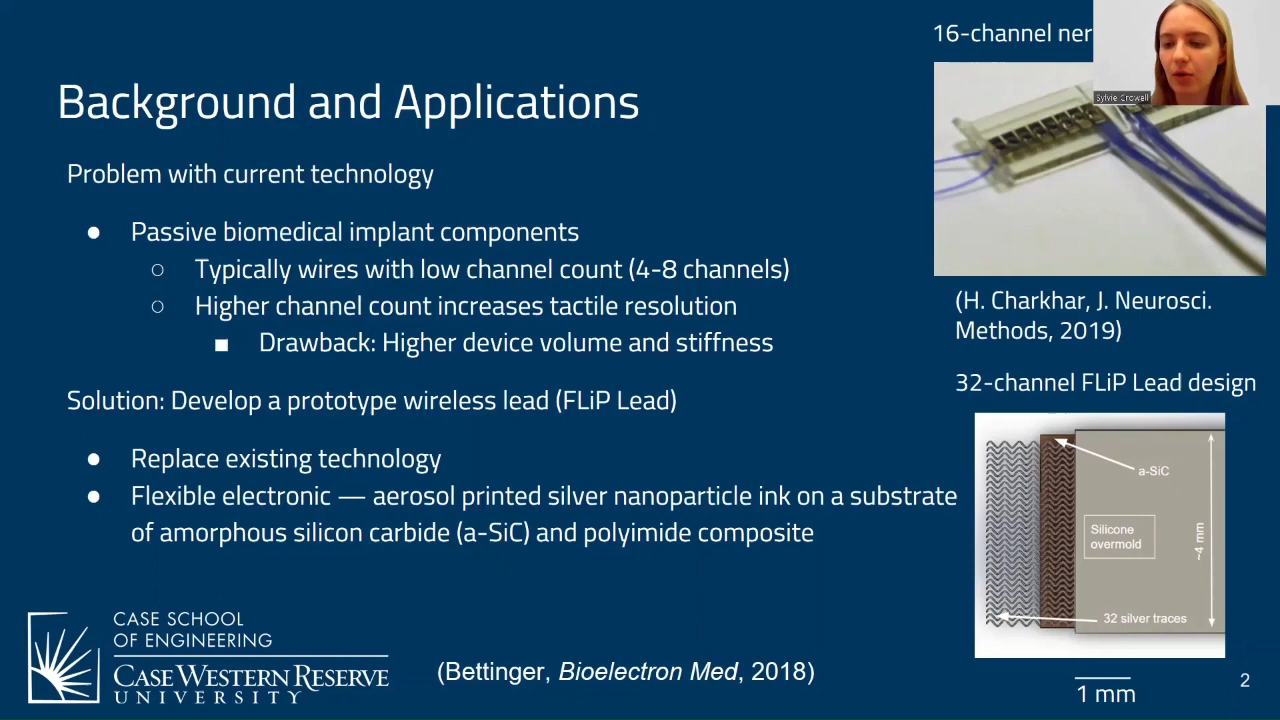 16-channel ner
Sylvie Crowell
Background and Applications
Problem with current technology
● Passive biomedical implant components
○ Typically wires with low channel count (4-8 channels)
○ Higher channel count increases tactile resolution
■ Drawback: Higher device volume and stiffness
Solution: Develop a prototype wireless lead (FLiP Lead)
● Replace existing technology
● Flexible electronic — aerosol printed silver nanoparticle ink on a substrate
of amorphous silicon carbide (a-SiC) and polyimide composite
(H. Charkhar, J. Neurosci.
Methods, 2019)
32-channel FLiP Lead design
a-SiC
Silicone
overmold
~4 mm
32 silver traces
1 mm
CASE SCHOOL
OF ENGINEERING
CASE WESTERN RESERVE
UNIVERSITY
(Bettinger, Bioelectron Med, 2018)
2